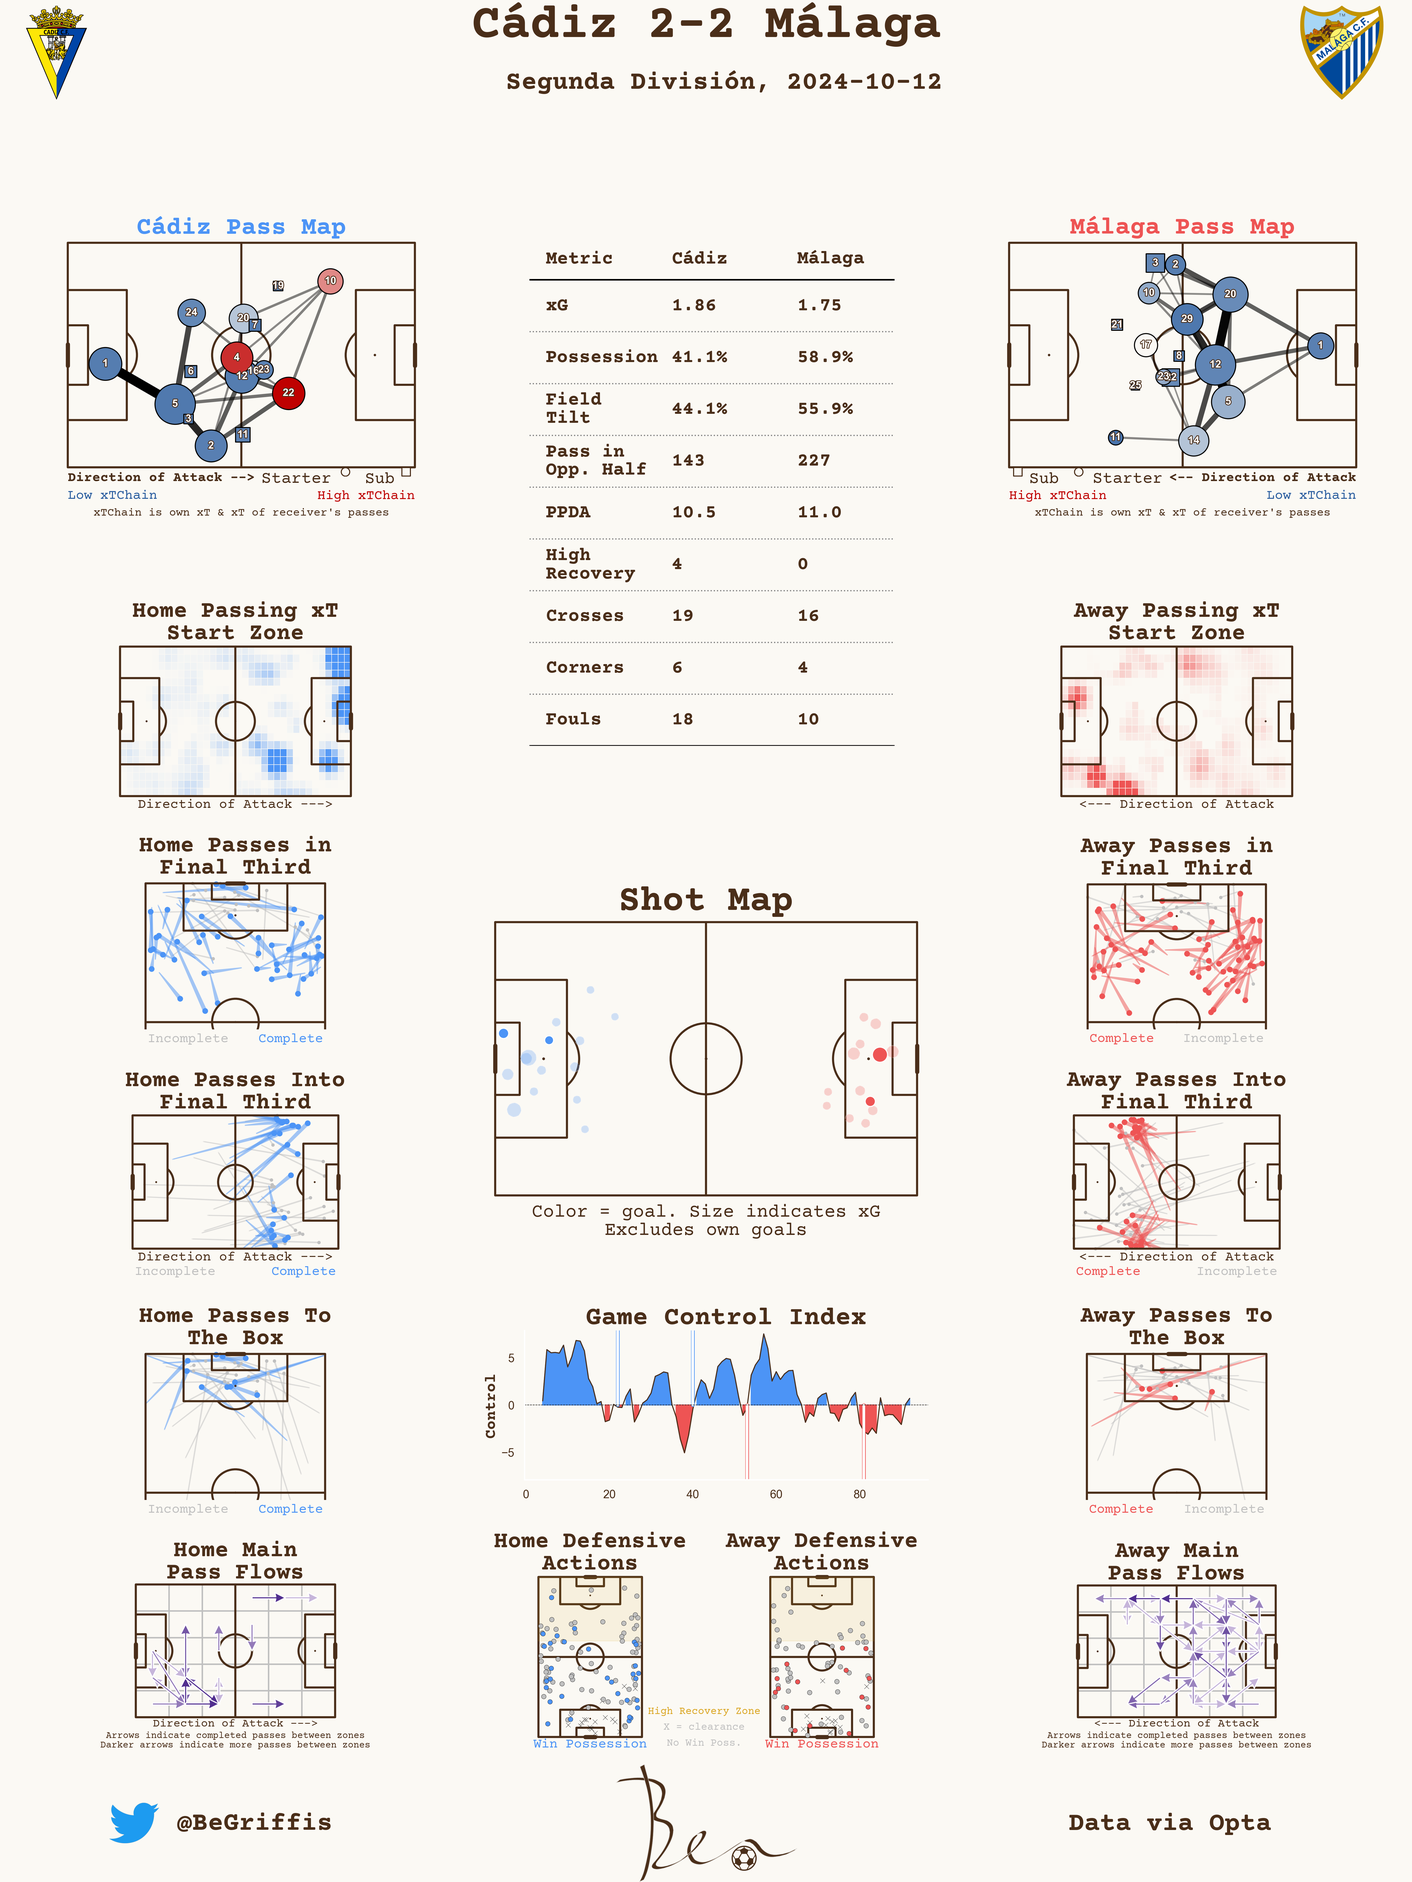 Cádiz 2-2 Málaga
Segunda División, 2024-10-12
CADIZ C.F.
MALAGA C.F.
Cádiz Pass Map
10
19
24
20
7
4
1
6
16
23
12
22
5
3
2
11
Direction of Attack --> Starter Sub
Low xTChain High xTChain
xTChain is own xT & xT of receiver's passes
Metric Cádiz Málaga
xG 1.86 1.75
Possession 41.1% 58.9%
Field
Tilt 44.1% 55.9%
Pass in
Opp. Half 143 227
PPDA 10.5 11.0
High
Recovery 4 0
Crosses 19 16
Corners 6 4
Fouls 18 10
Málaga Pass Map
3
2
10
20
29
21
17
1
8
12
23
25
5
11
14
Sub Starter <-- Direction of Attack
High xTChain Low xTChain
xTChain is own xT & xT of receiver's passes
Home Passing xT
Start Zone
Direction of Attack --->
Away Passing xT
Start Zone
<--- Direction of Attack
Home Passes in
Final Third
Incomplete Complete
Away Passes in
Final Third
Complete Incomplete
Shot Map
Color = goal. Size indicates xG
Excludes own goals
Home Passes Into
Final Third
Direction of Attack --->
Incomplete Complete
Away Passes Into
Final Third
<--- Direction of Attack
Complete Incomplete
Home Passes To
The Box
Incomplete Complete
Game Control Index
Control
5
0
−5
0 20 40 60 80
Away Passes To
The Box
Complete Incomplete
Home Main
Pass Flows
Direction of Attack --->
Arrows indicate completed passes between zones
Darker arrows indicate more passes between zones
Home Defensive
Actions
Win Possession
High Recovery Zone
X = clearance
No Win Poss.
Away Defensive
Actions
Win Possession
Away Main
Pass Flows
<--- Direction of Attack
Arrows indicate completed passes between zones
Darker arrows indicate more passes between zones
@BeGriffis
Data via Opta